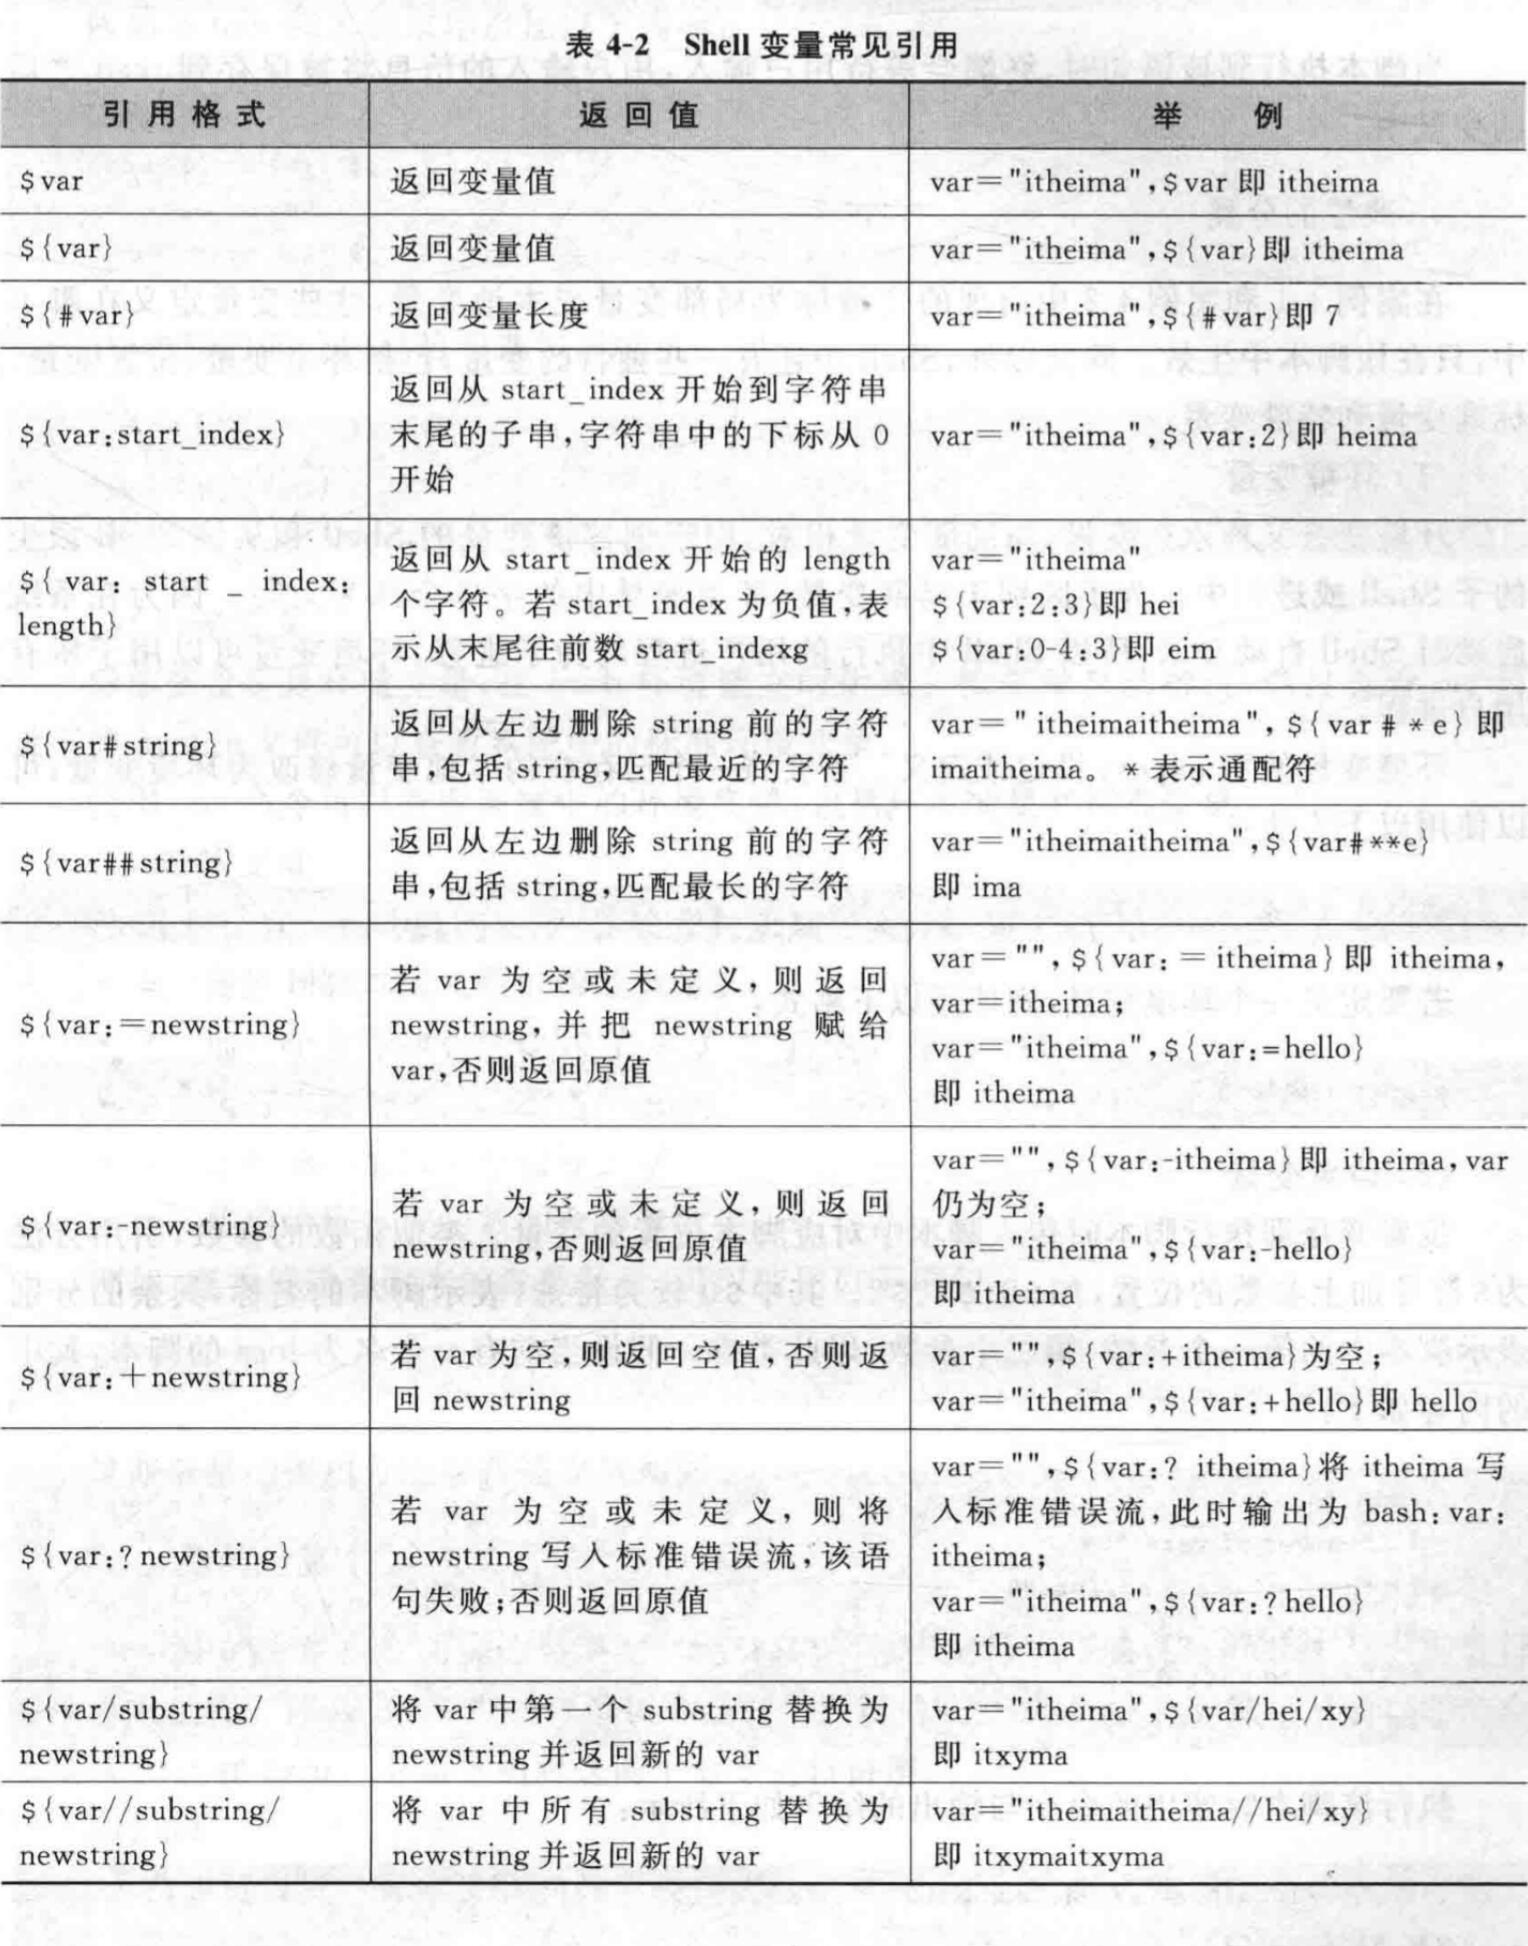 表 4-2 Shell 变量常见引用
引用格式 返回值 举 例
$var 返回变量值 var="itheima",$var 即 itheima
${var} 返回变量值 var="itheima",${var}即 itheima
${#var} 返回变量长度 var="itheima",${#var}即 7
${var:start_index}
返回从 start_index 开始到字符串
末尾的子串,字符串中的下标从 0
开始
var="itheima",${var:2}即 heima
${ var: start _ index:
length}
返回从 start_index 开始的 length
个字符。若 start_index 为负值,表
示从末尾往前数 start_indexg
var="itheima"
${var:2:3}即 hei
${var:0-4:3}即 eim
${var#string}
返回从左边删除 string 前的字符
串,包括 string,匹配最近的字符
var=" itheimaitheima", ${ var # * e} 即
imaitheima。 * 表示通配符
${var##string}
返回从左边删除 string 前的字符
串,包括 string,匹配最长的字符
var="itheimaitheima",${var#**e}
即 ima
${var:=newstring}
若 var 为空或未定义,则返回
newstring,并把 newstring 赋给
var,否则返回原值
var="", ${ var: = itheima} 即 itheima,
var=itheima;
var="itheima",${var:=hello}
即 itheima
${var:-newstring}
若 var 为空或未定义,则返回
newstring,否则返回原值
var="",${var:-itheima}即 itheima,var
仍为空;
var="itheima",${var:-hello}
即 itheima
${var:+newstring}
若 var 为空,则返回空值,否则返
回 newstring
var="",${var:+itheima}为空;
var="itheima",${var:+hello}即 hello
${var:? newstring}
若 var 为空或未定义,则将
newstring 写入标准错误流,该语
句失败;否则返回原值
var="",${var:? itheima}将 itheima 写
入标准错误流,此时输出为 bash:var:
itheima;
var="itheima",${var:? hello}
即 itheima
${var/substring/
newstring}
将 var 中第一个 substring 替换为
newstring 并返回新的 var
var="itheima",${var/hei/xy}
即 itxyma
${var//substring/
newstring}
将 var 中所有 substring 替换为
newstring 并返回新的 var
var="itheimaitheima//hei/xy}
即 itxymaitxyma